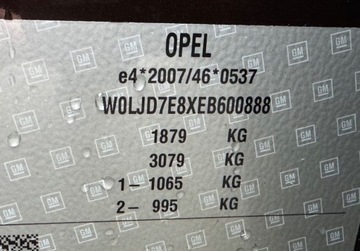 OPEL
e4*2007/46*0537
W0LJD7E8XEB600888
1879 KG
3079 KG
1- 1065 KG
2- 995 KG